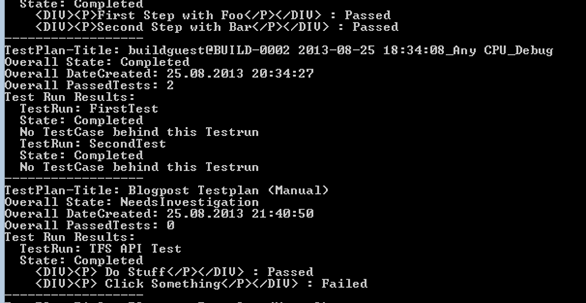 State: Completed
<DIV><P>First Step with Foo</P></DIV> : Passed
<DIV><P>Second Step with Bar</P></DIV> : Passed
------------------
TestPlan-Title: buildguest@BUILD-0002 2013-08-25 18:34:08_Any CPU_Debug
Overall State: Completed
Overall DateCreated: 25.08.2013 20:34:27
Overall PassedTests: 2
Test Run Results:
TestRun: FirstTest
State: Completed
No TestCase behind this Testrun
TestRun: SecondTest
State: Completed
No TestCase behind this Testrun
------------------
TestPlan-Title: Blogpost Testplan (Manual)
Overall State: NeedsInvestigation
Overall DateCreated: 25.08.2013 21:40:50
Overall PassedTests: 0
Test Run Results:
TestRun: TFS API Test
State: Completed
<DIV><P> Do Stuff</P></DIV> : Passed
<DIV><P> Click Something</P></DIV> : Failed
------------------